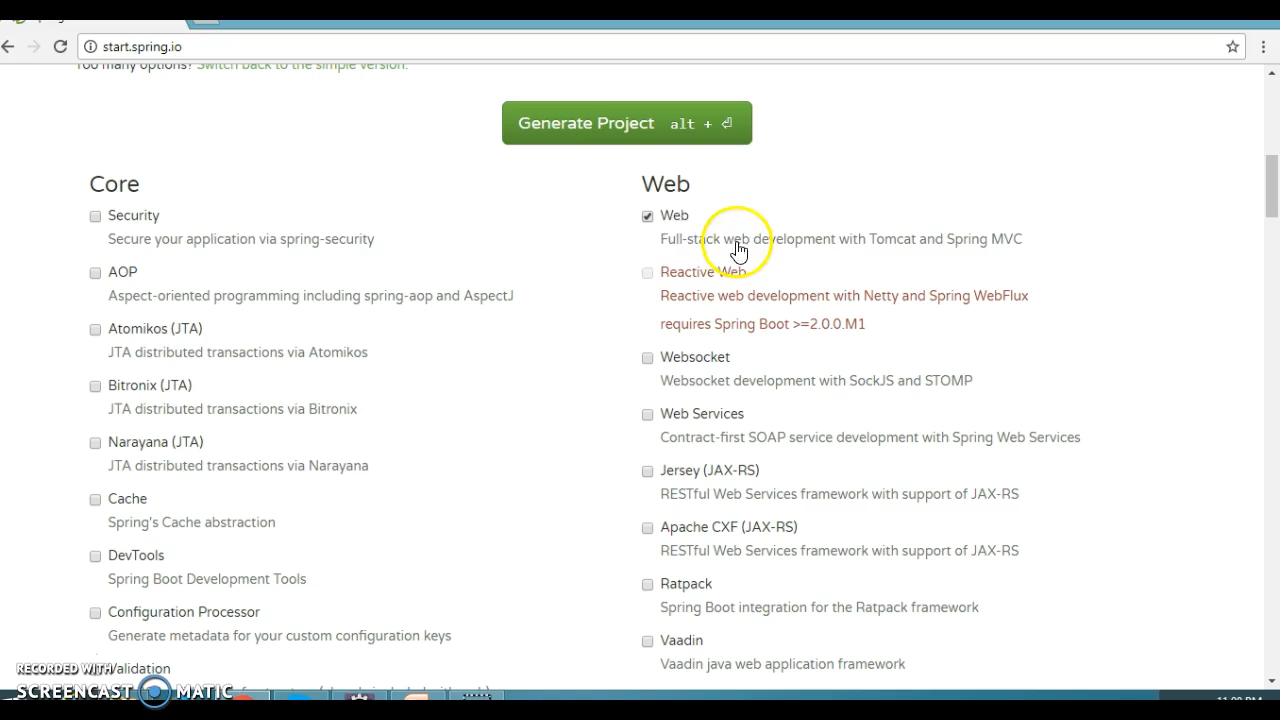 start.spring.io
Too many options? Switch back to the simple version.
Generate Project alt + ⏎
Core
Security
Secure your application via spring-security
AOP
Aspect-oriented programming including spring-aop and AspectJ
Atomikos (JTA)
JTA distributed transactions via Atomikos
Bitronix (JTA)
JTA distributed transactions via Bitronix
Narayana (JTA)
JTA distributed transactions via Narayana
Cache
Spring's Cache abstraction
DevTools
Spring Boot Development Tools
Configuration Processor
Generate metadata for your custom configuration keys
Validation
Web
Web
Full-stack web development with Tomcat and Spring MVC
Reactive Web
Reactive web development with Netty and Spring WebFlux
requires Spring Boot >=2.0.0.M1
Websocket
Websocket development with SockJS and STOMP
Web Services
Contract-first SOAP service development with Spring Web Services
Jersey (JAX-RS)
RESTful Web Services framework with support of JAX-RS
Apache CXF (JAX-RS)
RESTful Web Services framework with support of JAX-RS
Ratpack
Spring Boot integration for the Ratpack framework
Vaadin
Vaadin java web application framework
RECORDED WITH
SCREENCAST MATIC